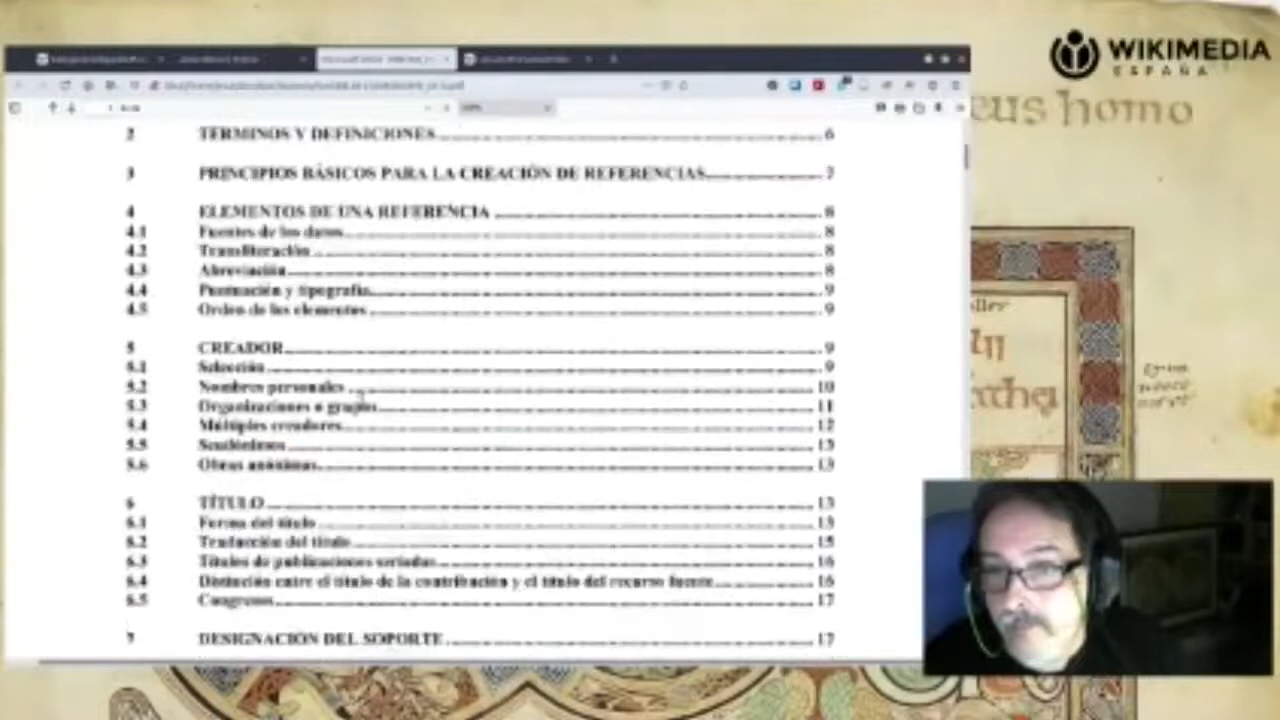 WIKIMEDIA
ESPAÑA
eus homo
2 TÉRMINOS Y DEFINICIONES 6
3 PRINCIPIOS BÁSICOS PARA LA CREACIÓN DE REFERENCIAS 7
4 ELEMENTOS DE UNA REFERENCIA 8
4.1 Fuentes de los datos 8
4.2 Transliteración 8
4.3 Abreviación 8
4.4 Puntuación y tipografía 9
4.5 Orden de los elementos 9
5 CREADOR 9
5.1 Selección 9
5.2 Nombres personales 10
5.3 Organizaciones o grupos 11
5.4 Múltiples creadores 12
5.5 Seudónimos 13
5.6 Obras anónimas 13
6 TÍTULO 13
6.1 Forma del título 13
6.2 Traducción del título 15
6.3 Títulos de publicaciones seriadas 16
6.4 Distinción entre el título de la contribución y el título del recurso fuente 16
6.5 Congresos 17
7 DESIGNACIÓN DEL SOPORTE 17